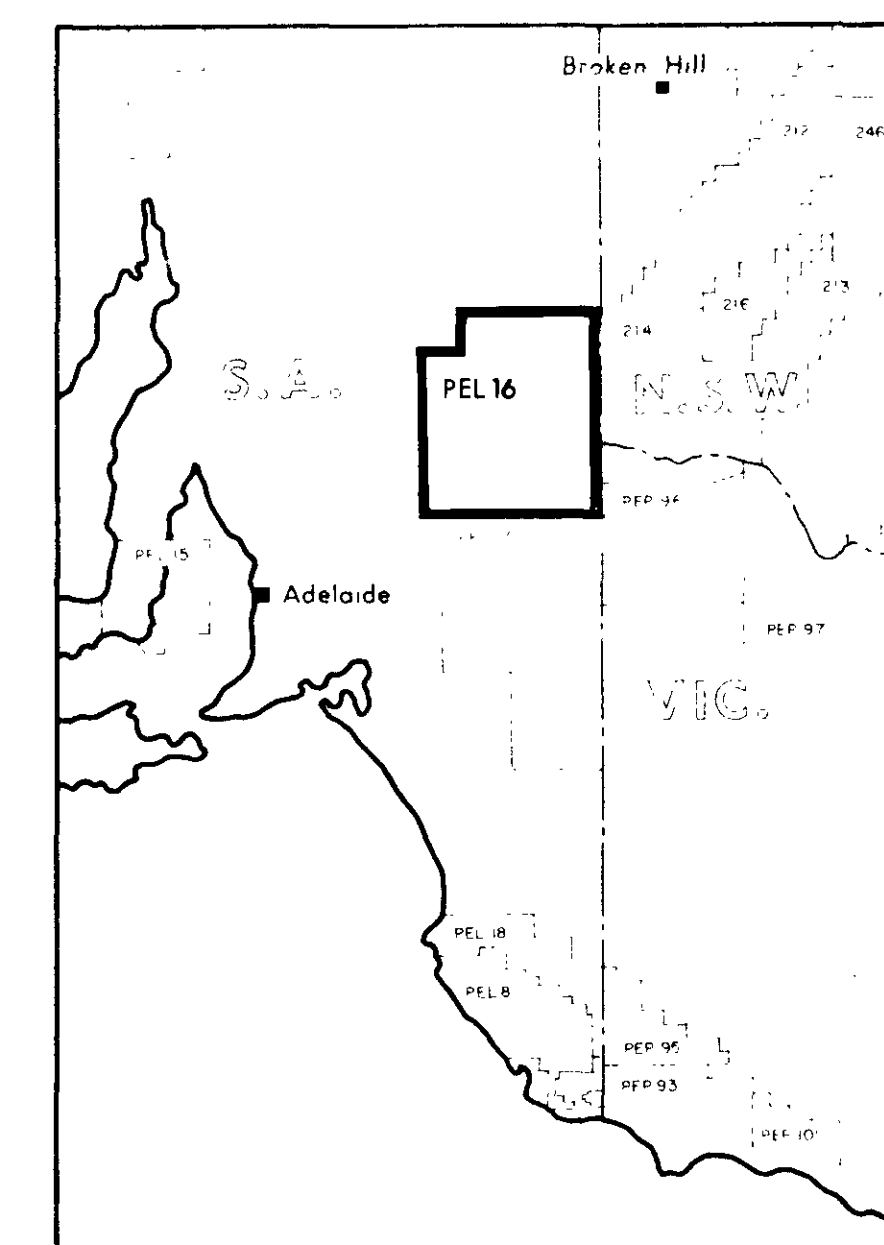 Broken Hill
212 246
213
216
214
S.A.
PEL 16
N.S.W.
PEP 96
PEL 15
Adelaide
PEP 97
VIC.
PEL 18
PEL 8
PEP 95
PEP 93